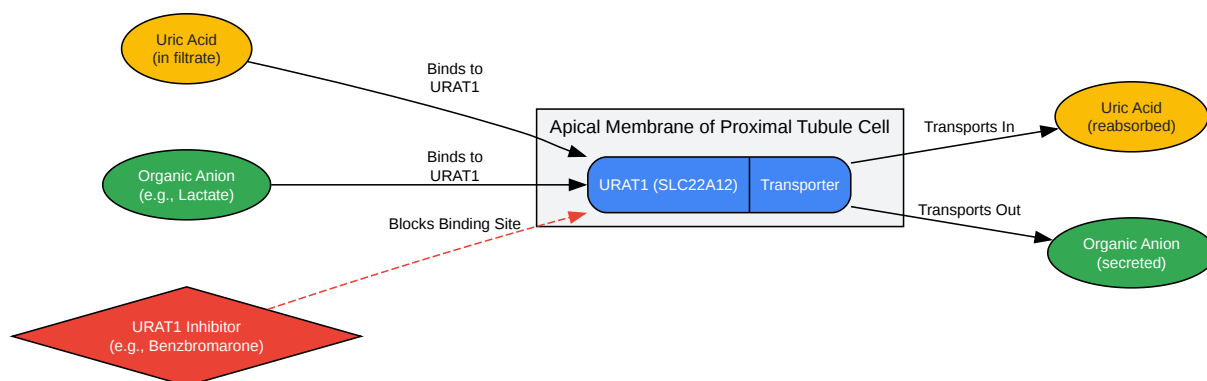 Uric Acid
(in filtrate)
Binds to
URAT1
Organic Anion
(e.g., Lactate)
Binds to
URAT1
URAT1 Inhibitor
(e.g., Benzbromarone)
Blocks Binding Site
Apical Membrane of Proximal Tubule Cell
URAT1 (SLC22A12)
Transporter
Transports In
Uric Acid
(reabsorbed)
Transports Out
Organic Anion
(secreted)